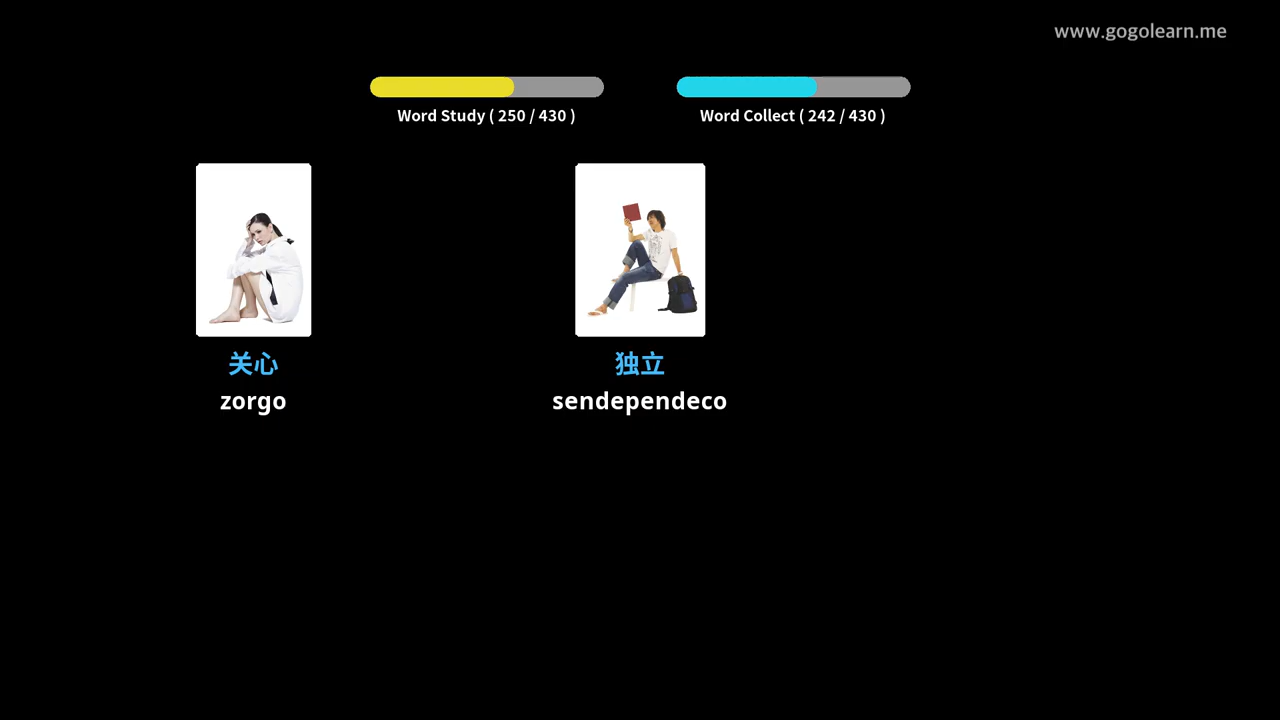 www.gogolearn.me
Word Study ( 250 / 430 )
Word Collect ( 242 / 430 )
关心
zorgo
独立
sendependeco